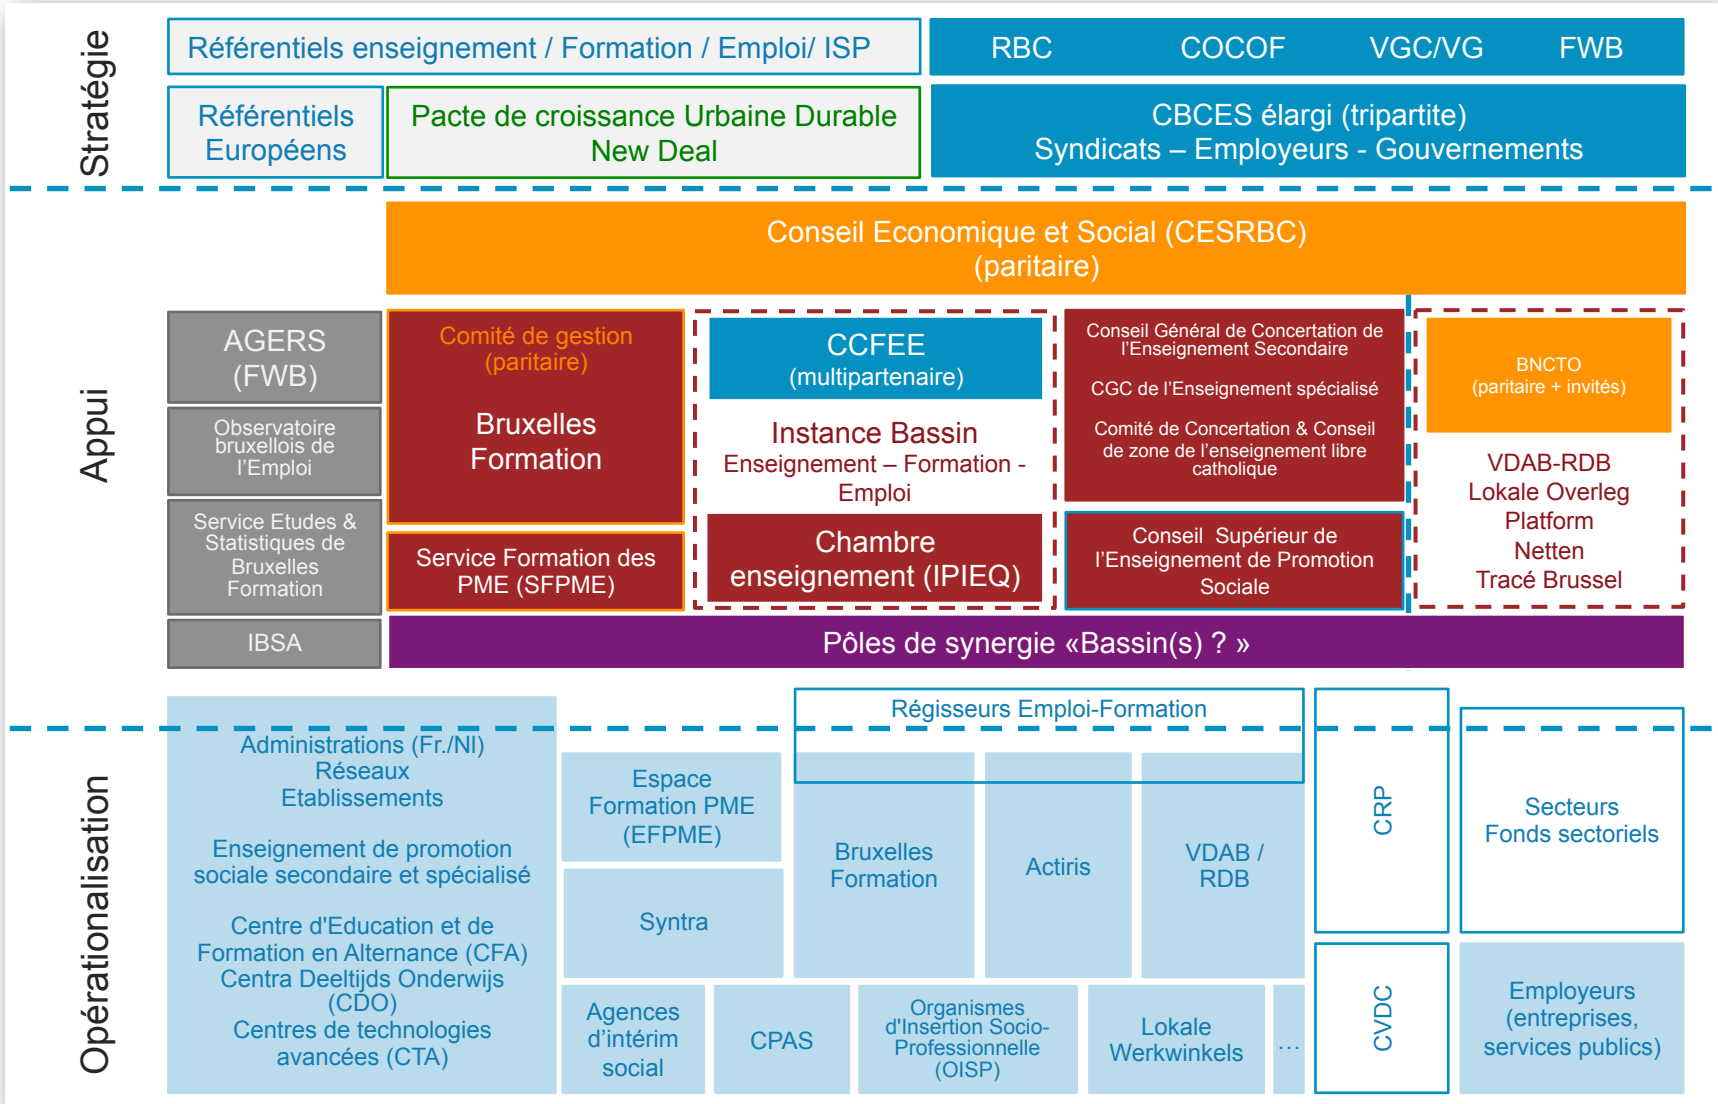 Stratégie
Référentiels enseignement / Formation / Emploi/ ISP
RBC COCOF VGC/VG FWB
Référentiels
Européens
Pacte de croissance Urbaine Durable
New Deal
CBCES élargi (tripartite)
Syndicats – Employeurs - Gouvernements
Appui
Conseil Economique et Social (CESRBC)
(paritaire)
AGERS
(FWB)
Observatoire
bruxellois de
l'Emploi
Service Etudes &
Statistiques de
Bruxelles
Formation
IBSA
Comité de gestion
(paritaire)
Bruxelles
Formation
Service Formation des
PME (SFPME)
CCFEE
(multipartenaire)
Instance Bassin
Enseignement – Formation -
Emploi
Chambre
enseignement (IPIEQ)
Conseil Général de Concertation de
l'Enseignement Secondaire
CGC de l'Enseignement spécialisé
Comité de Concertation & Conseil
de zone de l'enseignement libre
catholique
Conseil Supérieur de
l'Enseignement de Promotion
Sociale
BNCTO
(paritaire + invités)
VDAB-RDB
Lokale Overleg
Platform
Netten
Tracé Brussel
Pôles de synergie «Bassin(s) ? »
Opérationalisation
Administrations (Fr./Nl)
Réseaux
Etablissements
Enseignement de promotion
sociale secondaire et spécialisé
Centre d'Education et de
Formation en Alternance (CFA)
Centra Deeltijds Onderwijs
(CDO)
Centres de technologies
avancées (CTA)
Régisseurs Emploi-Formation
Espace
Formation PME
(EFPME)
Syntra
Bruxelles
Formation
Actiris
VDAB /
RDB
Agences
d'intérim
social
CPAS
Organismes
d'Insertion Socio-
Professionnelle
(OISP)
Lokale
Werkwinkels
...
CRP
CVDC
Secteurs
Fonds sectoriels
Employeurs
(entreprises,
services publics)